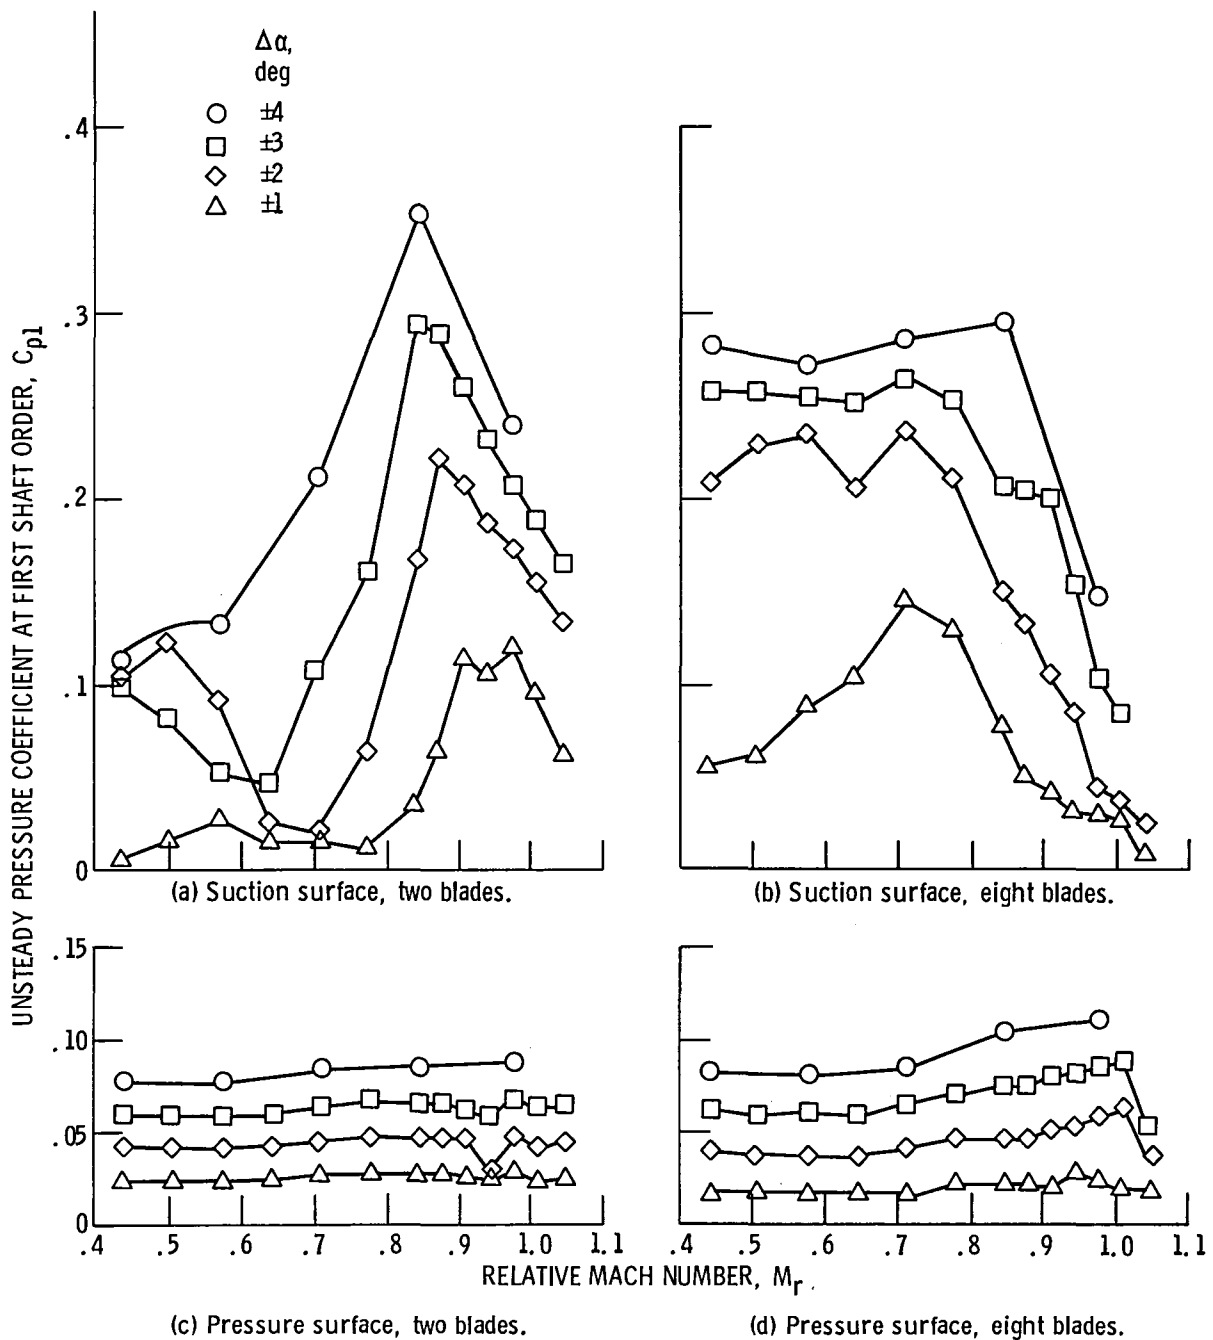 Δα,
deg
±4
±3
±2
±1
UNSTEADY PRESSURE COEFFICIENT AT FIRST SHAFT ORDER, Cp1
.4
.3
.2
.1
0
(a) Suction surface, two blades.
(b) Suction surface, eight blades.
.15
.10
.05
0
.4 .5 .6 .7 .8 .9 1.0 1.1
.4 .5 .6 .7 .8 .9 1.0 1.1
RELATIVE MACH NUMBER, Mr
(c) Pressure surface, two blades.
(d) Pressure surface, eight blades.